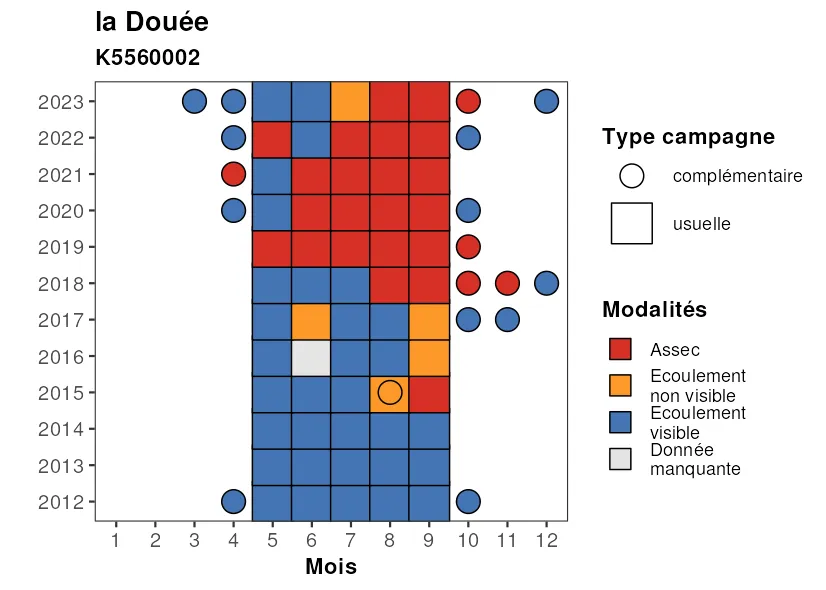 la Douée
K5560002
2023
2022
2021
2020
2019
2018
2017
2016
2015
2014
2013
2012
1 2 3 4 5 6 7 8 9 10 11 12
Mois
Type campagne
complémentaire
usuelle
Modalités
Assec
Ecoulement
non visible
Ecoulement
visible
Donnée
manquante